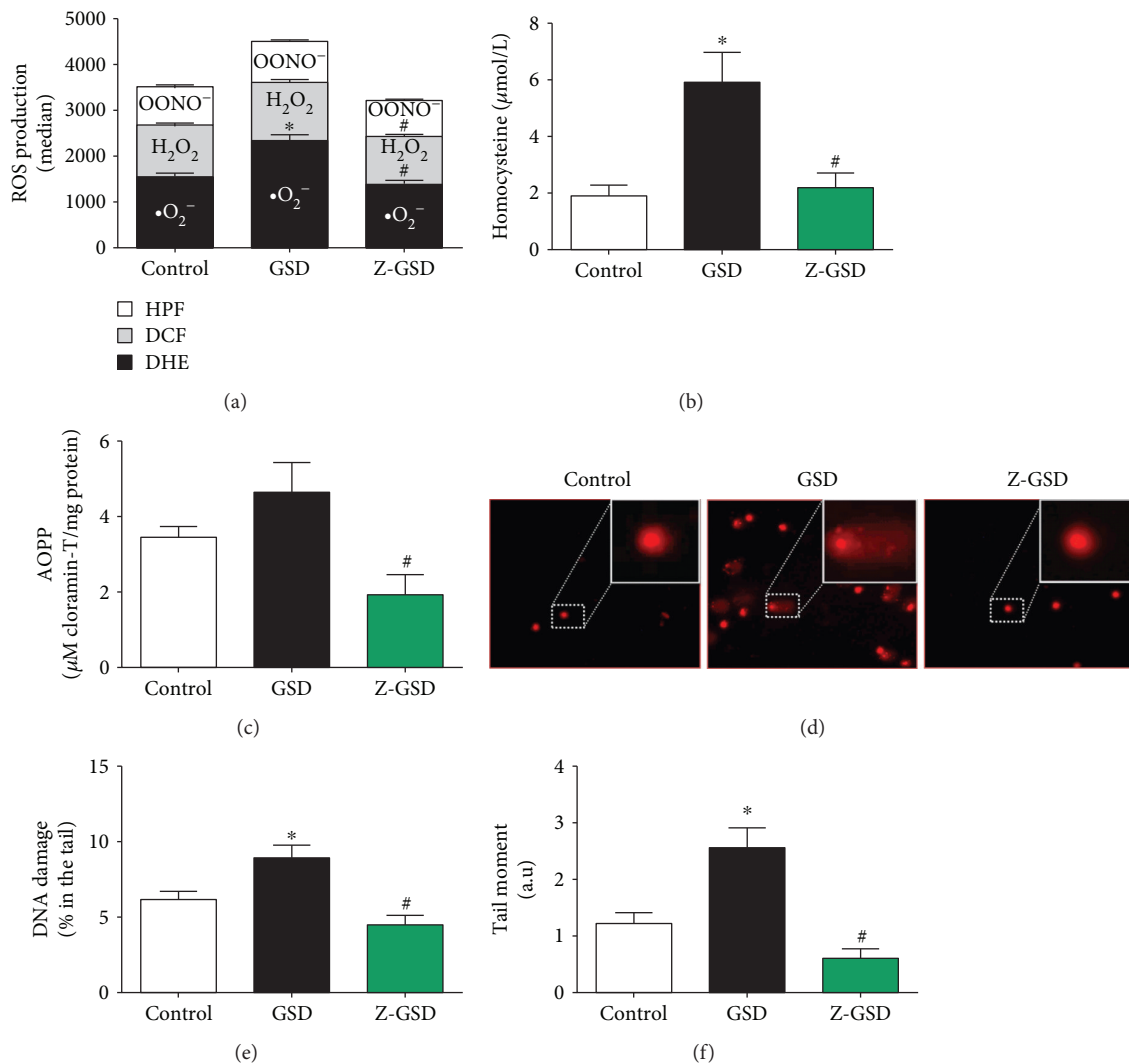 5000
4000
3000
2000
1000
0
ROS production
(median)
OONO⁻
H₂O₂
•O₂⁻
OONO⁻
H₂O₂
*
•O₂⁻
OONO⁻
#
H₂O₂
#
•O₂⁻
Control GSD Z-GSD
HPF
DCF
DHE
(a)
8
6
4
2
0
Homocysteine (µmol/L)
*
#
Control GSD Z-GSD
(b)
6
4
2
0
AOPP
(µM cloramin-T/mg protein)
#
Control GSD Z-GSD
(c)
Control GSD Z-GSD
(d)
15
10
5
0
DNA damage
(% in the tail)
*
#
Control GSD Z-GSD
(e)
4
3
2
1
0
Tail moment
(a.u)
*
#
Control GSD Z-GSD
(f)